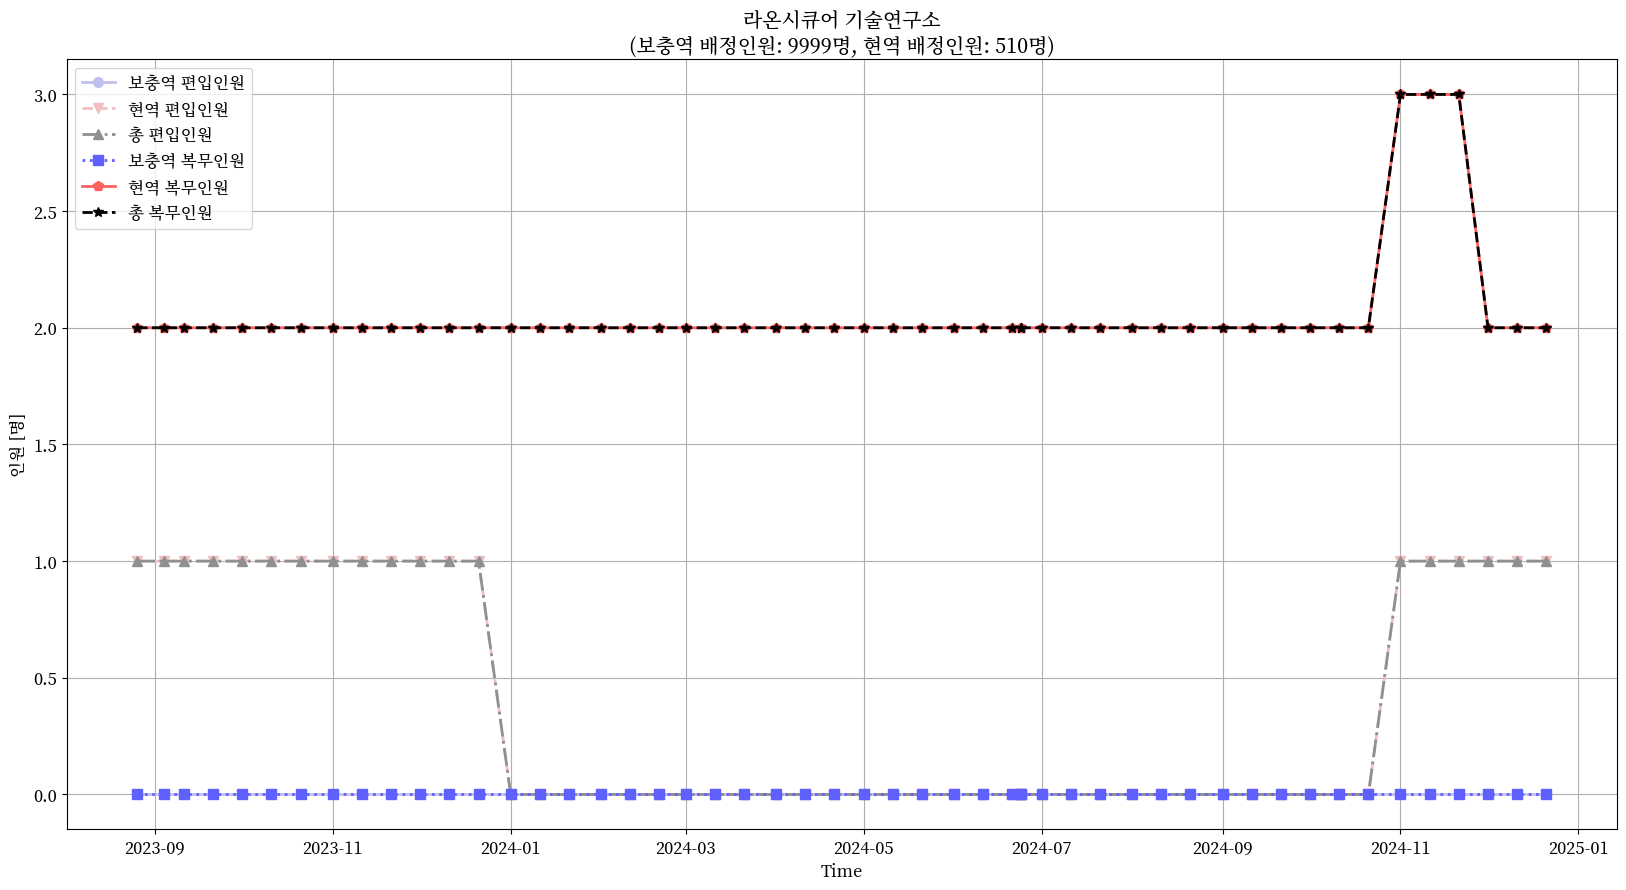 라온시큐어 기술연구소
(보충역 배정인원: 9999명, 현역 배정인원: 510명)
보충역 편입인원
현역 편입인원
총 편입인원
보충역 복무인원
현역 복무인원
총 복무인원
인원 [명]
3.0
2.5
2.0
1.5
1.0
0.5
0.0
2023-09
2023-11
2024-01
2024-03
2024-05
2024-07
2024-09
2024-11
2025-01
Time